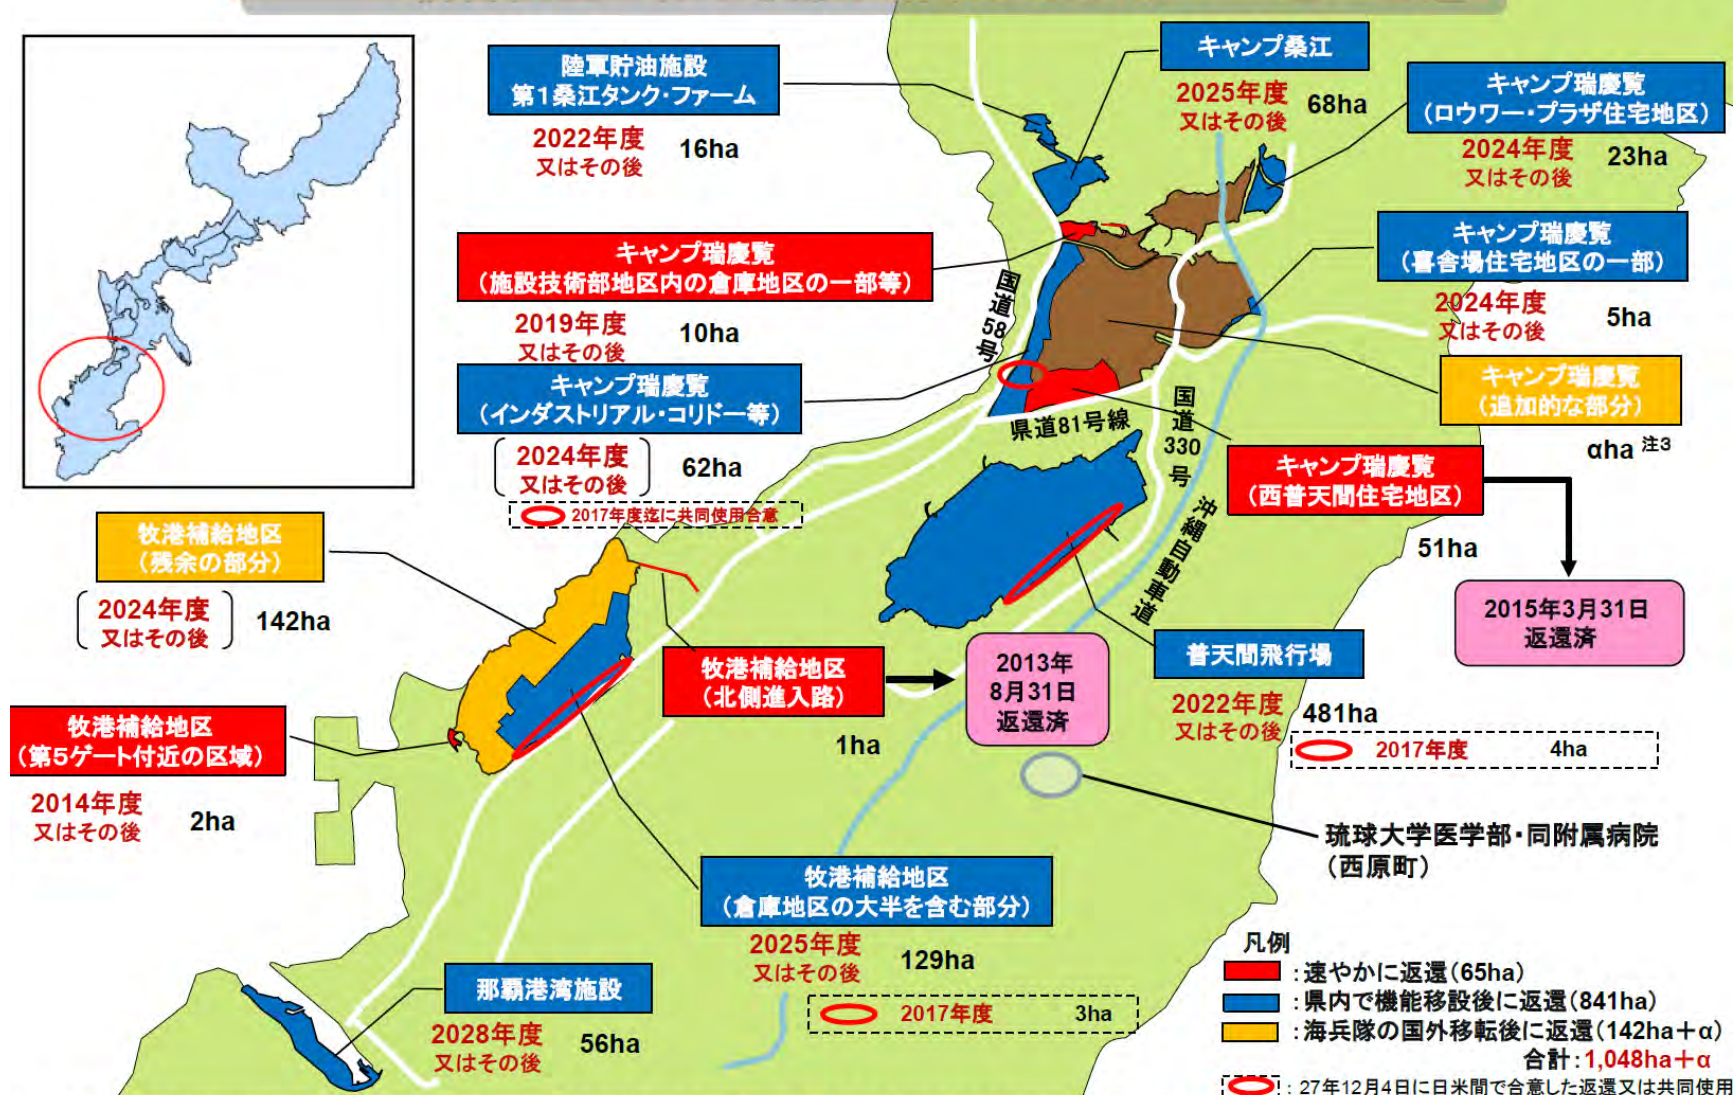 陸軍貯油施設
第1桑江タンク・ファーム
2022年度
又はその後
16ha
キャンプ桑江
2025年度
又はその後
68ha
キャンプ瑞慶覧
(ロウワー・プラザ住宅地区)
2024年度
又はその後
23ha
キャンプ瑞慶覧
(施設技術部地区内の倉庫地区の一部等)
2019年度
又はその後
10ha
キャンプ瑞慶覧
(喜舎場住宅地区の一部)
2024年度
又はその後
5ha
キャンプ瑞慶覧
(インダストリアル・コリドー等)
2024年度
又はその後
62ha
2017年度迄に共同使用合意
キャンプ瑞慶覧
(追加的な部分)
αha 注3
国道58号
県道81号線
国道330号
沖縄自動車道
キャンプ瑞慶覧
(西普天間住宅地区)
51ha
2015年3月31日
返還済
牧港補給地区
(残余の部分)
2024年度
又はその後
142ha
牧港補給地区
(北側進入路)
1ha
2013年
8月31日
返還済
普天間飛行場
2022年度
又はその後
481ha
2017年度 4ha
牧港補給地区
(第5ゲート付近の区域)
2014年度
又はその後
2ha
琉球大学医学部・同附属病院
(西原町)
牧港補給地区
(倉庫地区の大半を含む部分)
2025年度
又はその後
129ha
2017年度 3ha
那覇港湾施設
2028年度
又はその後
56ha
凡例
:速やかに返還(65ha)
:県内で機能移設後に返還(841ha)
:海兵隊の国外移転後に返還(142ha+α)
合計:1,048ha+α
:27年12月4日に日米間で合意した返還又は共同使用